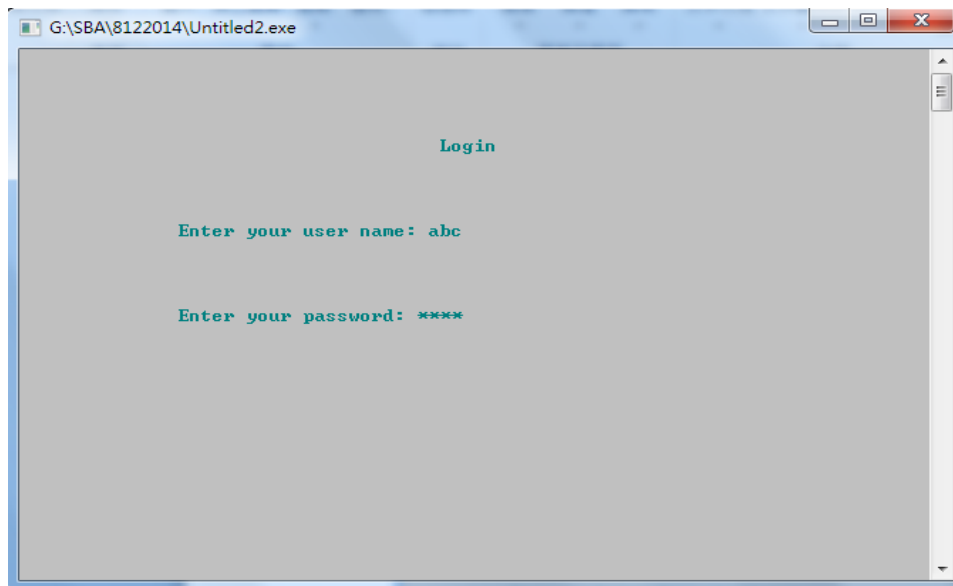 G:\SBA\8122014\Untitled2.exe
Login
Enter your user name: abc
Enter your password: ****